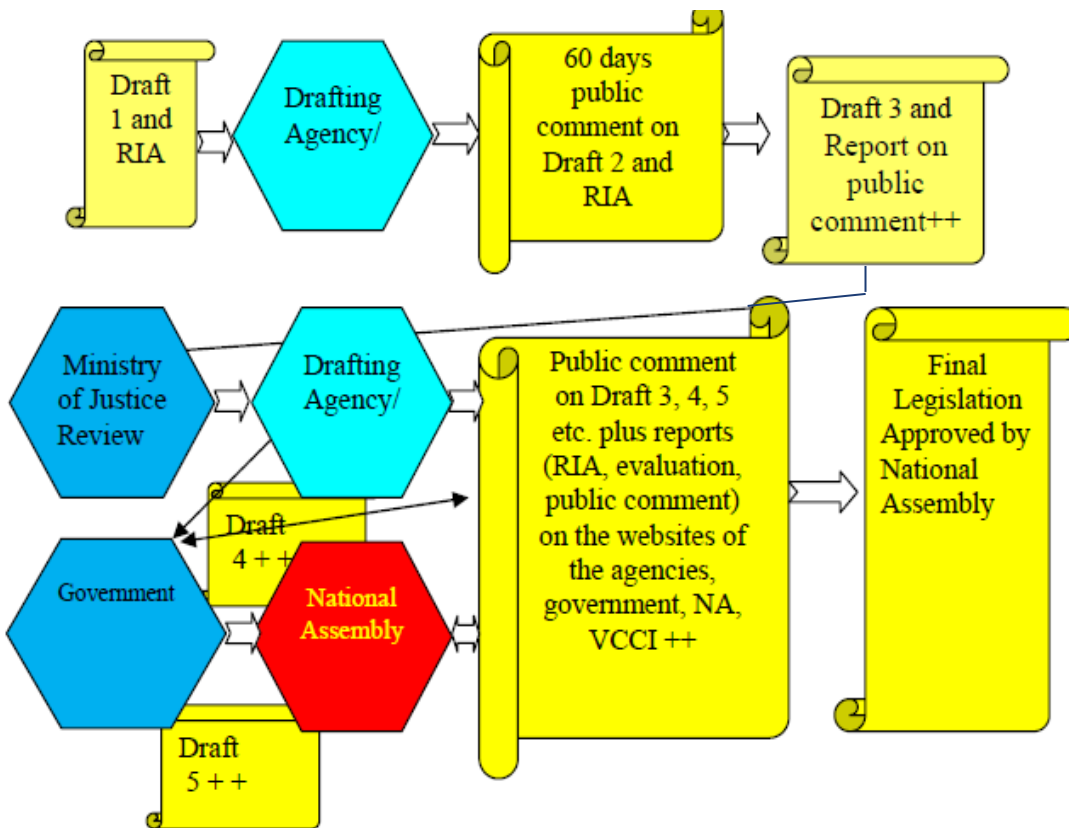 Draft
1 and
RIA
Drafting
Agency/
60 days
public
comment on
Draft 2 and
RIA
Draft 3 and
Report on
public
comment++
Ministry
of Justice
Review
Drafting
Agency/
Public comment
on Draft 3, 4, 5
etc. plus reports
(RIA, evaluation,
public comment)
on the websites of
the agencies,
government, NA,
VCCI ++
Final
Legislation
Approved by
National
Assembly
Draft
4 + +
Government
National
Assembly
Draft
5 + +